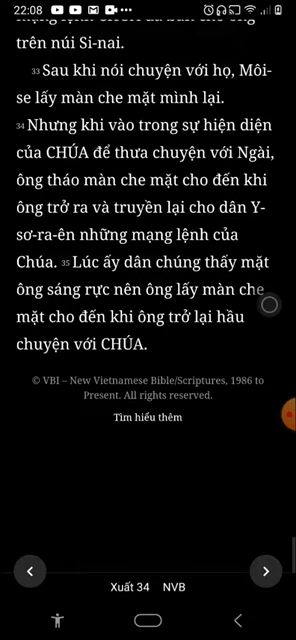 22:08
trên núi Si-nai.
33 Sau khi nói chuyện với họ, Môi-
se lấy màn che mặt mình lại.
34 Nhưng khi vào trong sự hiện diện
của CHÚA để thưa chuyện với Ngài,
ông tháo màn che mặt cho đến khi
ông trở ra và truyền lại cho dân Y-
sơ-ra-ên những mạng lệnh của
Chúa. 35 Lúc ấy dân chúng thấy mặt
ông sáng rực nên ông lấy màn che
mặt cho đến khi ông trở lại hầu
chuyện với CHÚA.
© VBI – New Vietnamese Bible/Scriptures, 1986 to
Present. All rights reserved.
Tìm hiểu thêm
Xuất 34 NVB